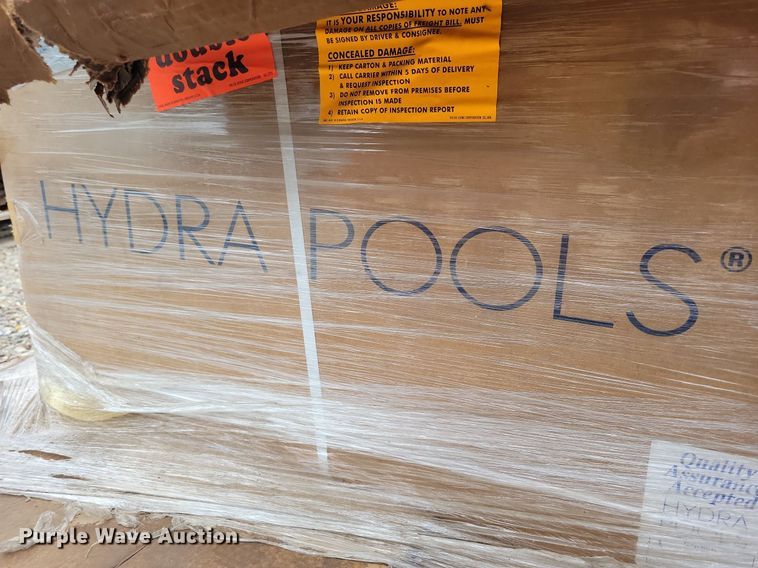 DAMAGE:
IT IS YOUR RESPONSIBILITY TO NOTE ANY
DAMAGE ON ALL COPIES OF FREIGHT BILL. MUST
BE SIGNED BY DRIVER & CONSIGNEE.
CONCEALED DAMAGE:
1) KEEP CARTON & PACKING MATERIAL
2) CALL CARRIER WITHIN 5 DAYS OF DELIVERY
& REQUEST INSPECTION
3) DO NOT REMOVE FROM PREMISES BEFORE
INSPECTION IS MADE
4) RETAIN COPY OF INSPECTION REPORT
double
stack
HYDRA POOLS®
Quality
Assurance
Accepted
HYDRA
Purple Wave Auction